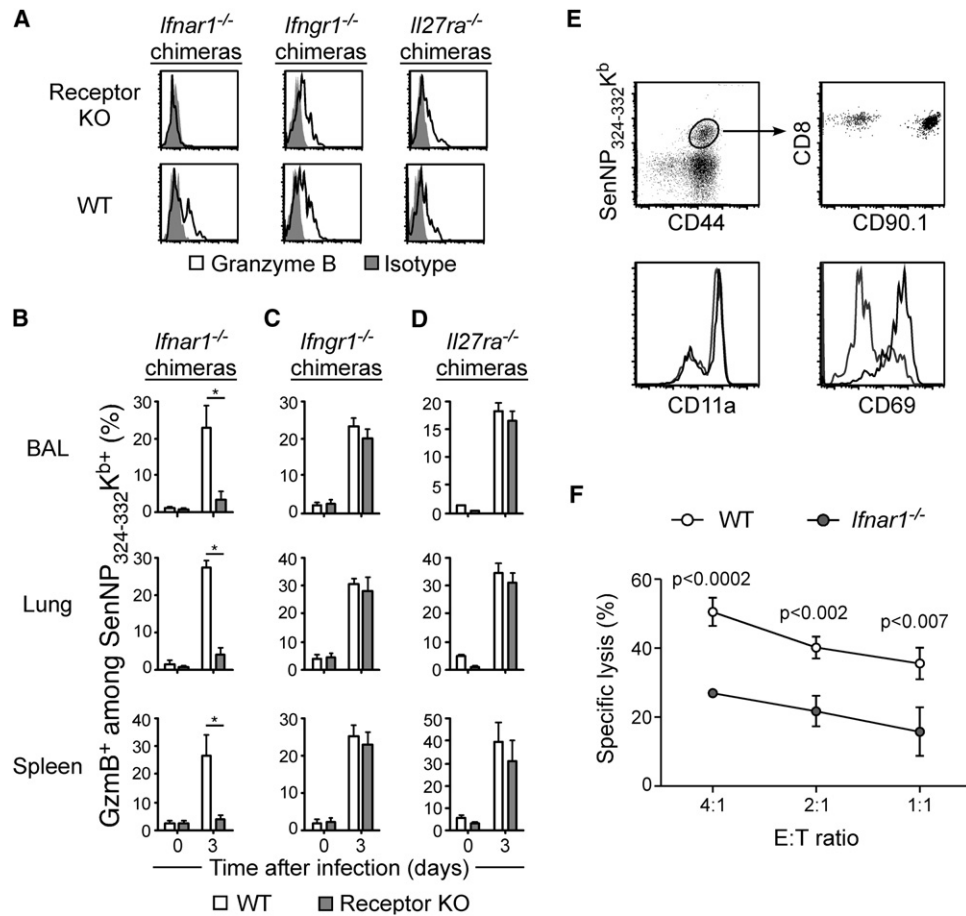 A
Ifnar1-/- chimeras
Ifngr1-/- chimeras
Il27ra-/- chimeras
Receptor KO
WT
Granzyme B
Isotype
B
Ifnar1-/- chimeras
C
Ifngr1-/- chimeras
D
Il27ra-/- chimeras
GzmB+ among SenNP324-332Kb+ (%)
BAL
30
20
10
0
*
30
20
10
0
20
15
10
5
0
Lung
30
20
10
0
*
40
30
20
10
0
40
30
20
10
0
Spleen
40
30
20
10
0
*
30
20
10
0
50
40
30
20
10
0
0 3
0 3
0 3
Time after infection (days)
WT
Receptor KO
E
SenNP324-332Kb
CD44
CD8
CD90.1
CD11a
CD69
F
WT
Ifnar1-/-
Specific lysis (%)
60
40
20
0
p<0.0002
p<0.002
p<0.007
4:1 2:1 1:1
E:T ratio